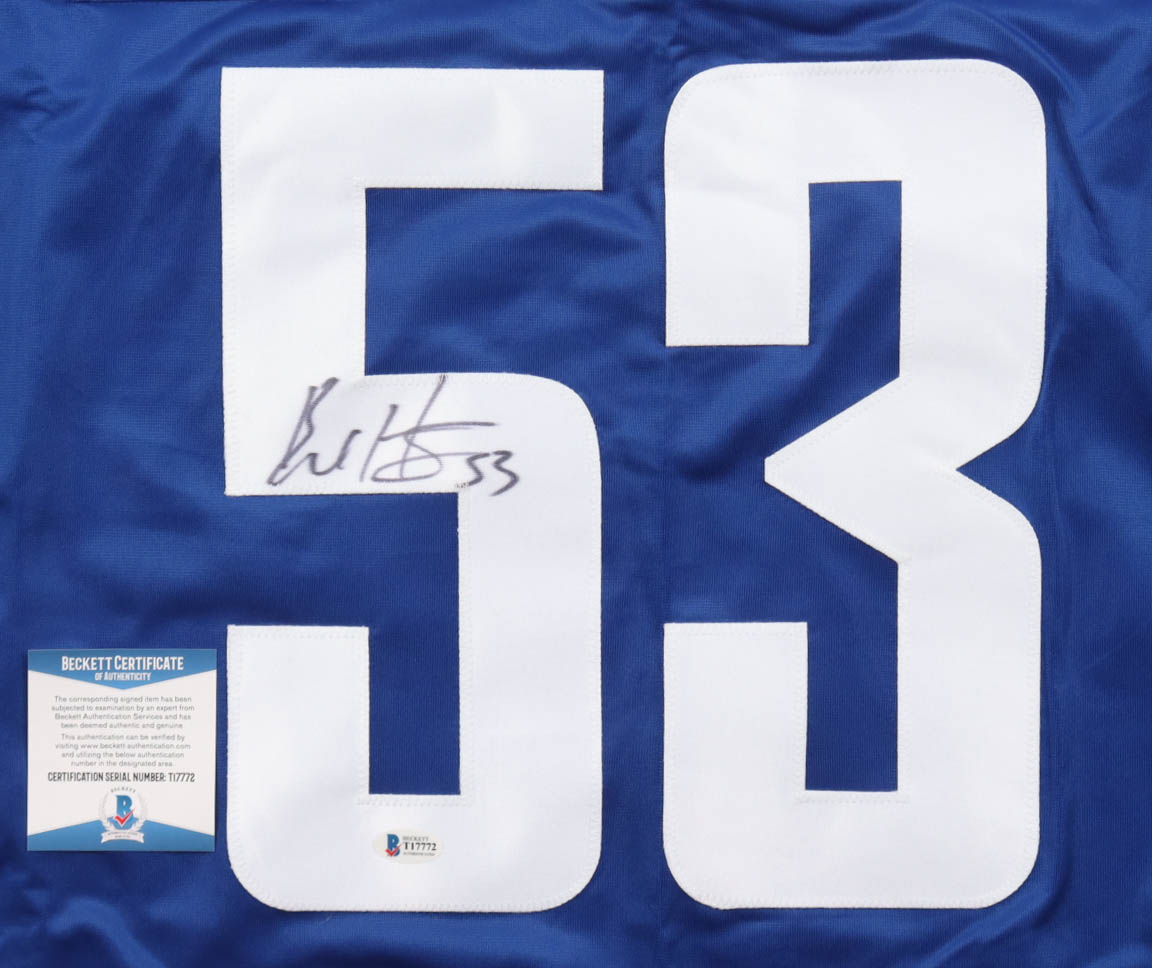 53
53
BECKETT CERTIFICATE
OF AUTHENTICITY
The corresponding signed item has been
subjected to examination by an expert from
Beckett Authentication Services and has
been deemed authentic and genuine
This authentication can be verified by
visiting www.beckett-authentication.com
and utilizing the below authentication
number in the designated area.
CERTIFICATION SERIAL NUMBER: T17772
BECKETT
B
BECKETT
B T17772